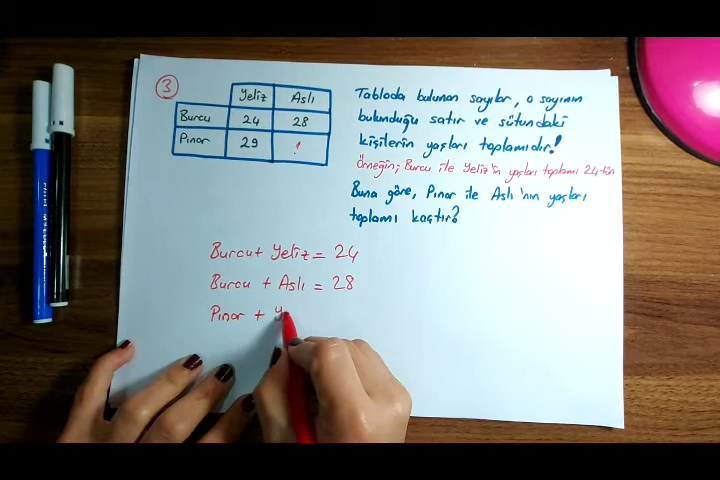 3
Yeliz Aslı
Burcu 24 28
Pınar 29 ?
Tabloda bulunan sayılar, o sayının
bulunduğu satır ve sütundaki
kişilerin yaşları toplamıdır!
Örneğin; Burcu ile Yeliz'in yaşları toplamı 24'tür
Buna göre, Pınar ile Aslı'nın yaşları
toplamı kaçtır?
Burcu + Yeliz = 24
Burcu + Aslı = 28
Pınar + Y